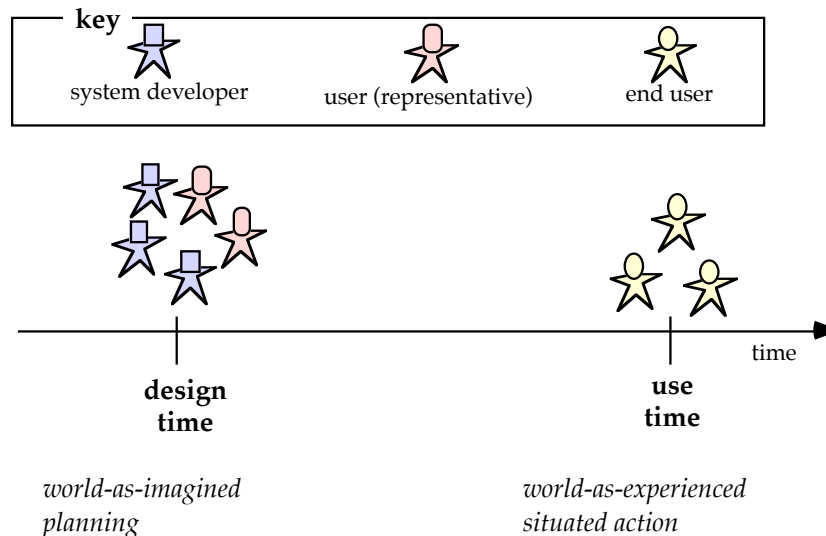 key
system developer
user (representative)
end user
time
design
time
use
time
world-as-imagined
planning
world-as-experienced
situated action